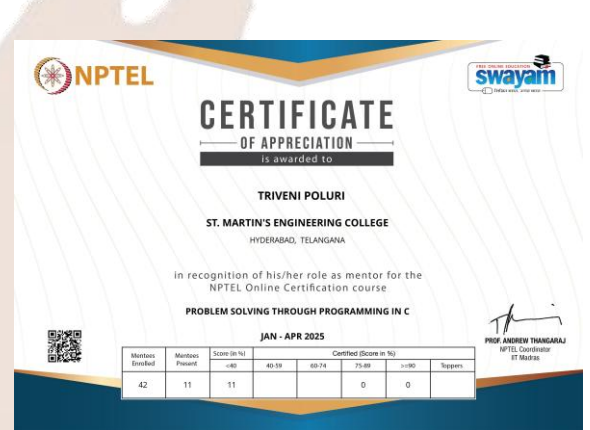 NPTEL
FREE ONLINE EDUCATION
swayam
CERTIFICATE
OF APPRECIATION
is awarded to
TRIVENI POLURI
ST. MARTIN'S ENGINEERING COLLEGE
HYDERABAD, TELANGANA
in recognition of his/her role as mentor for the
NPTEL Online Certification course
PROBLEM SOLVING THROUGH PROGRAMMING IN C
JAN - APR 2025
PROF. ANDREW THANGARAJ
NPTEL Coordinator
IIT Madras
Mentees Enrolled Mentees Present Score (in %) Certified (Score in %)
<40 40-59 60-74 75-89 >=90 Toppers
42 11 11 0 0